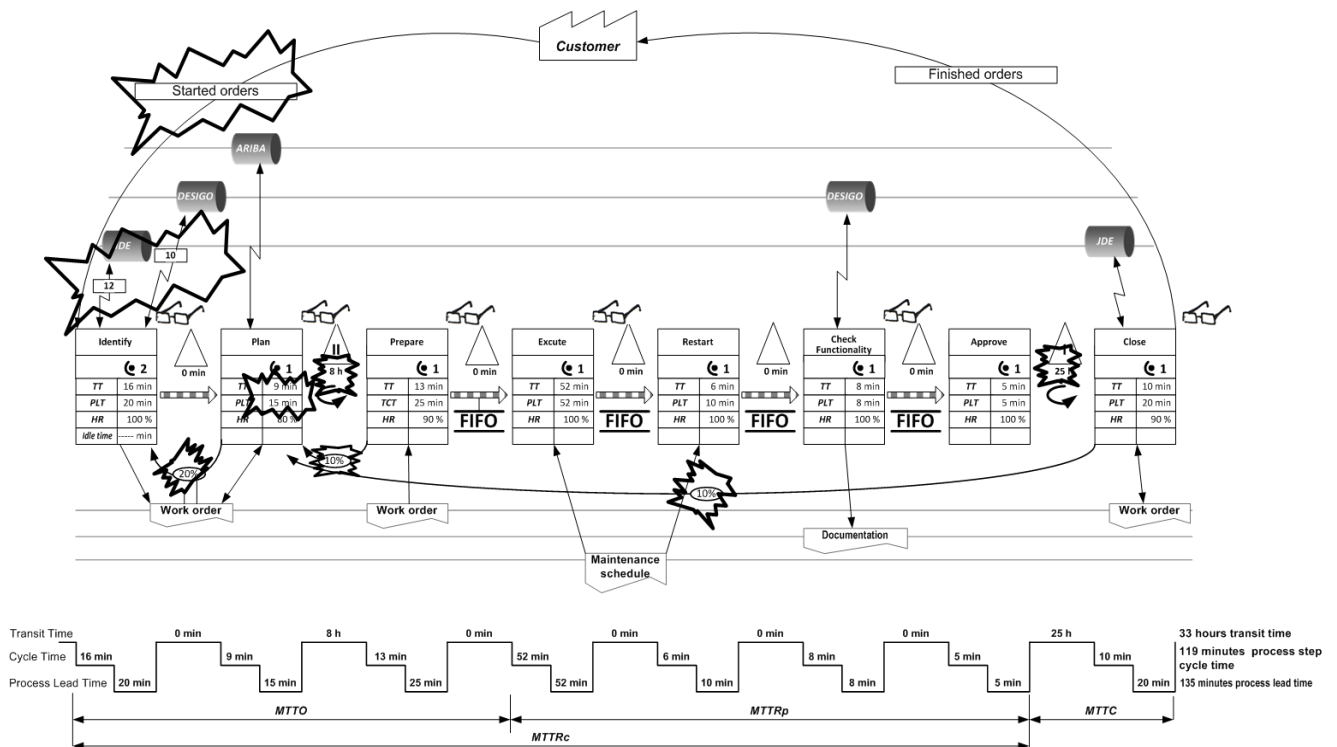 Customer
Started orders
Finished orders
ARIBA
DESIGO
DESIGO
JDE
10
12
Identify
2
TT 16 min
PLT 20 min
HR 100 %
Idle time ----- min
0 min
Plan
1
TT 9 min
PLT 15 min
HR 80 %
II
8 h
Prepare
1
TT 13 min
TCT 25 min
HR 90 %
0 min
FIFO
Excute
1
TT 52 min
PLT 52 min
HR 100 %
0 min
FIFO
Restart
1
TT 6 min
PLT 10 min
HR 100 %
0 min
FIFO
Check
Functionality
1
TT 8 min
PLT 8 min
HR 100 %
0 min
FIFO
Approve
1
TT 5 min
PLT 5 min
HR 100 %
I
Close
1
TT 10 min
PLT 20 min
HR 90 %
20%
10%
10%
Work order
Work order
Work order
Documentation
Maintenance
schedule
Transit Time 0 min 8 h 0 min 0 min 0 min 0 min 25 h 33 hours transit time
Cycle Time 16 min 9 min 13 min 52 min 6 min 8 min 5 min 10 min 119 minutes process step
cycle time
Process Lead Time 20 min 15 min 25 min 52 min 10 min 8 min 5 min 20 min 135 minutes process lead time
MTTO MTTRp MTTC
MTTRc